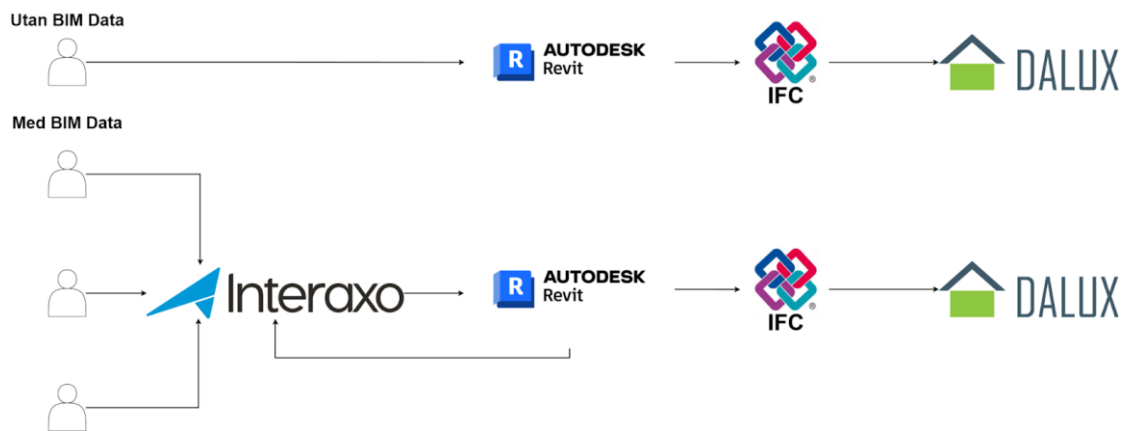 Utan BIM Data
R AUTODESK
Revit
IFC
®
DALUX
Med BIM Data
Interaxo
R AUTODESK
Revit
IFC
®
DALUX